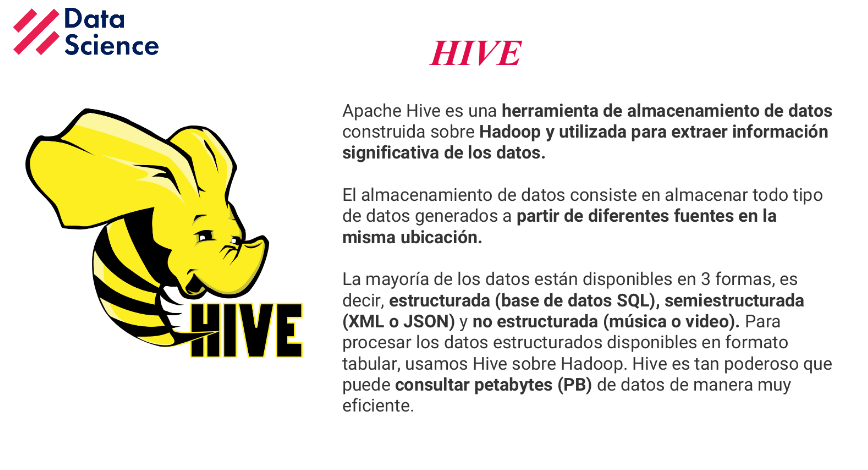 Data
Science
HIVE
Apache Hive es una herramienta de almacenamiento de datos
construida sobre Hadoop y utilizada para extraer información
significativa de los datos.
El almacenamiento de datos consiste en almacenar todo tipo
de datos generados a partir de diferentes fuentes en la
misma ubicación.
La mayoría de los datos están disponibles en 3 formas, es
decir, estructurada (base de datos SQL), semiestructurada
(XML o JSON) y no estructurada (música o video). Para
procesar los datos estructurados disponibles en formato
tabular, usamos Hive sobre Hadoop. Hive es tan poderoso que
puede consultar petabytes (PB) de datos de manera muy
eficiente.
HIVE